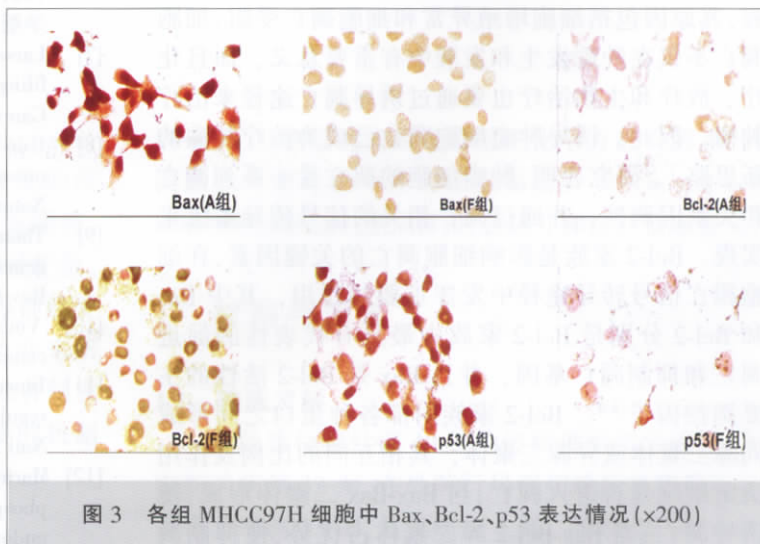 Bax(A组)
Bax(F组)
Bcl-2(A组)
Bcl-2(F组)
p53(A组)
p53(F组)
图 3 各组 MHCC97H 细胞中 Bax、Bcl-2、p53 表达情况(×200)